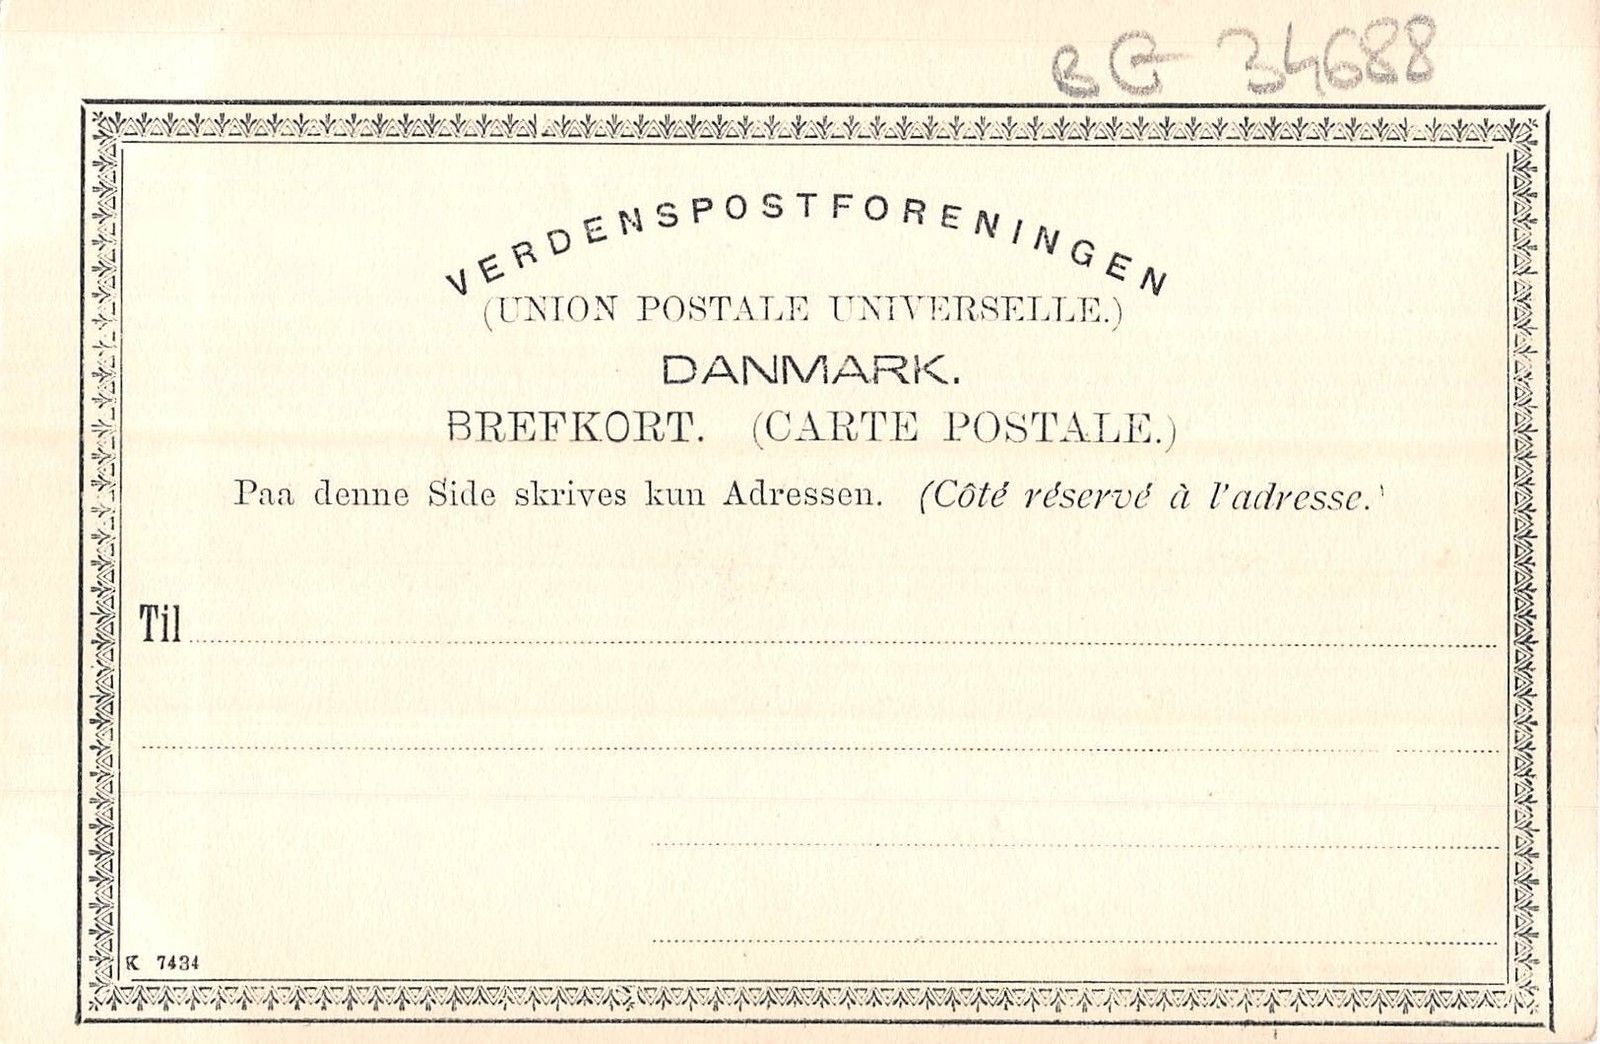 BG 34688
VERDENSPOSTFORENINGEN
(UNION POSTALE UNIVERSELLE.)
DANMARK.
BREFKORT. (CARTE POSTALE.)
Paa denne Side skrives kun Adressen. (Côté réservé à l'adresse.)
Til
K 7434